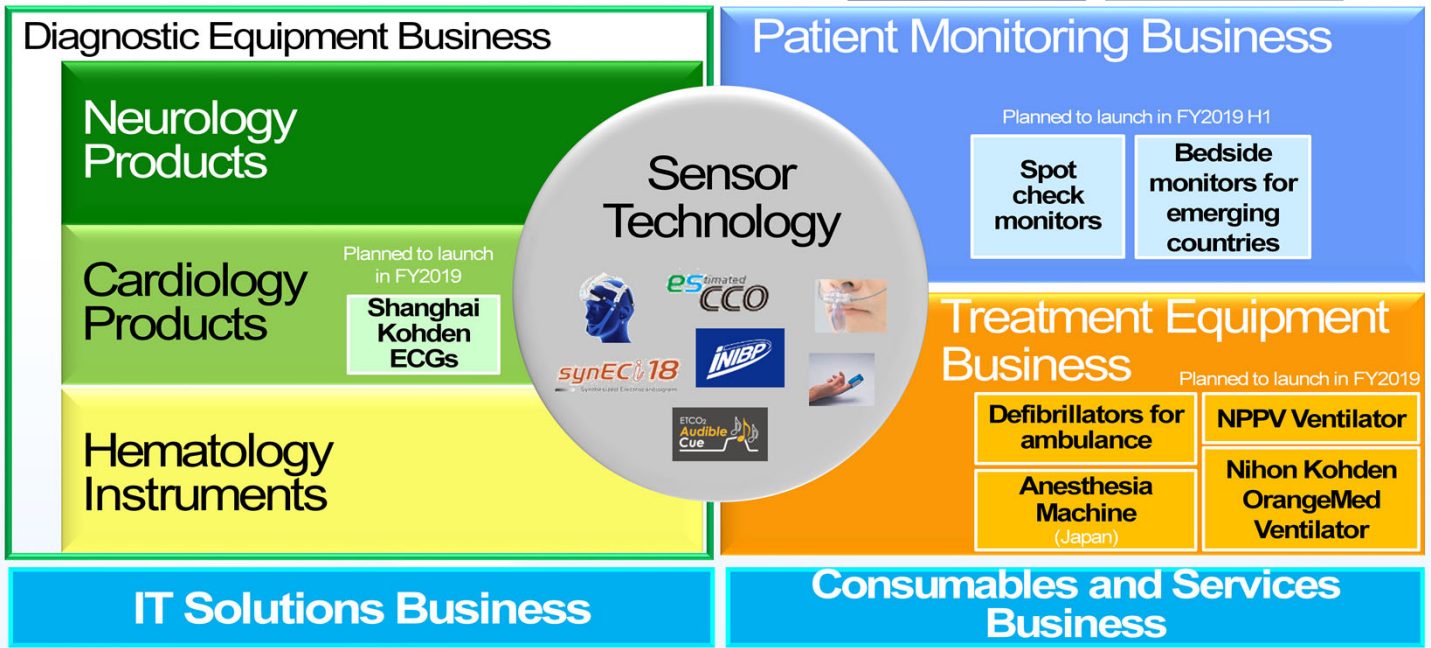 Diagnostic Equipment Business
Neurology
Products
Cardiology
Products
Planned to launch
in FY2019
Shanghai
Kohden
ECGs
Hematology
Instruments
Sensor
Technology
estimated
esCCO
synECi18
Synthesized Electrocardiogram
iNIBP
ETCO₂
Audible
Cue
Patient Monitoring Business
Planned to launch in FY2019 H1
Spot
check
monitors
Bedside
monitors for
emerging
countries
Treatment Equipment
Business
Planned to launch in FY2019
Defibrillators for
ambulance
NPPV Ventilator
Anesthesia
Machine
(Japan)
Nihon Kohden
OrangeMed
Ventilator
IT Solutions Business
Consumables and Services
Business